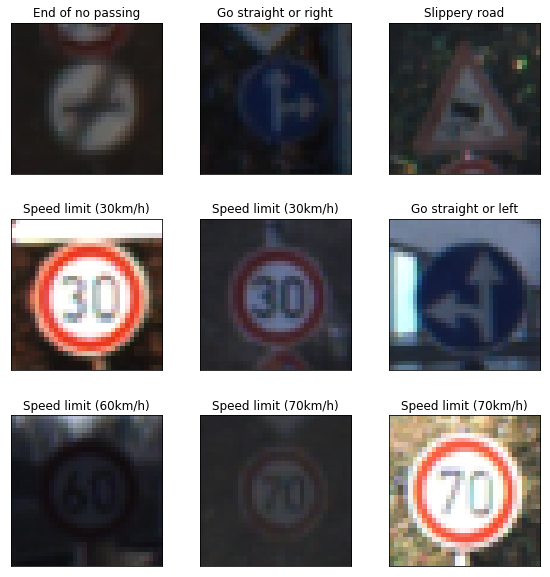 End of no passing
Go straight or right
Slippery road
Speed limit (30km/h)
Speed limit (30km/h)
Go straight or left
30
30
Speed limit (60km/h)
Speed limit (70km/h)
Speed limit (70km/h)
60
70
70